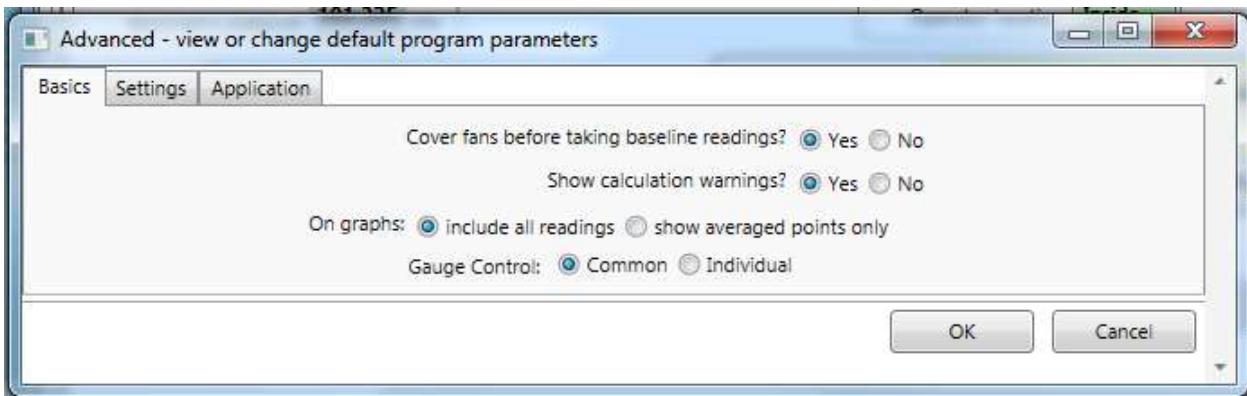 101,325
Advanced - view or change default program parameters
Basics Settings Application
Cover fans before taking baseline readings? Yes No
Show calculation warnings? Yes No
On graphs: include all readings show averaged points only
Gauge Control: Common Individual
OK Cancel